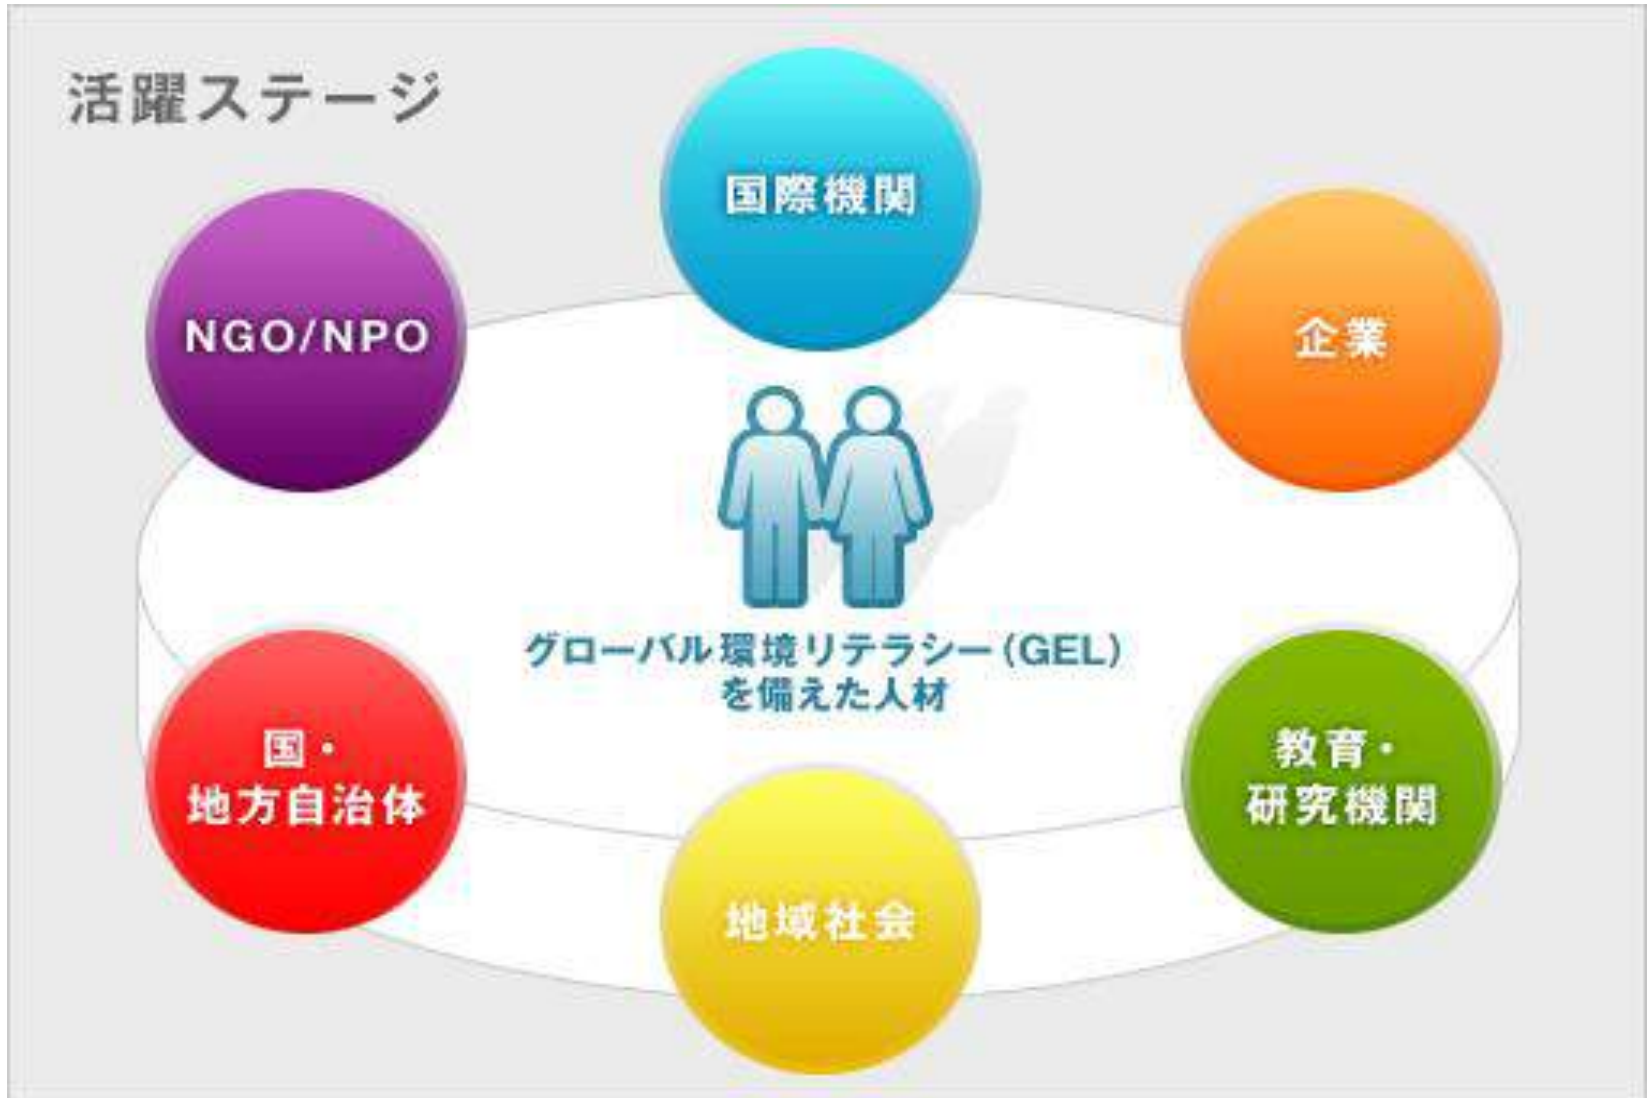 活躍ステージ
国際機関
NGO/NPO
企業
グローバル環境リテラシー(GEL)
を備えた人材
国・
地方自治体
教育・
研究機関
地域社会